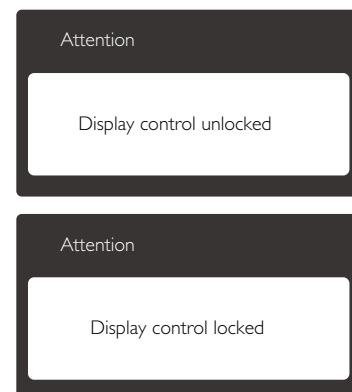 Attention
Display control unlocked
Attention
Display control locked